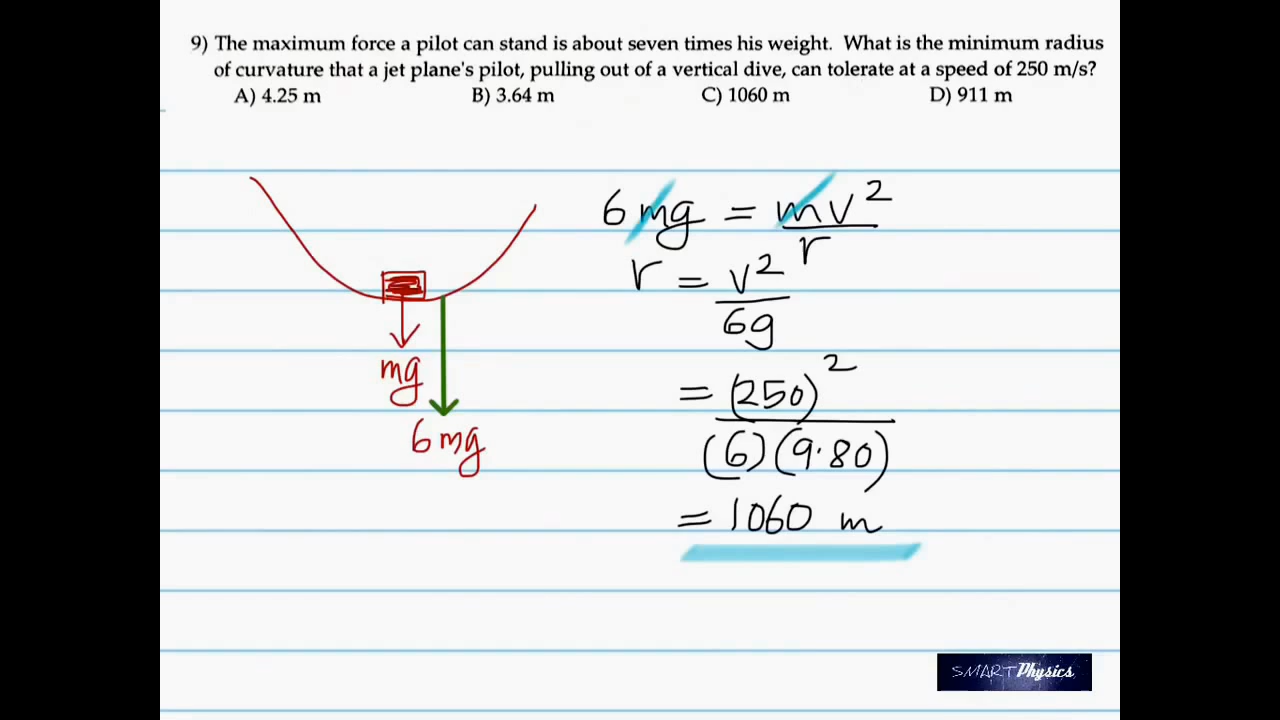 9) The maximum force a pilot can stand is about seven times his weight. What is the minimum radius
of curvature that a jet plane's pilot, pulling out of a vertical dive, can tolerate at a speed of 250 m/s?
A) 4.25 m B) 3.64 m C) 1060 m D) 911 m
6mg = mv²/r
r = v²/6g
= (250)²/(6)(9.80)
= 1060 m
mg
6mg
SMART Physics